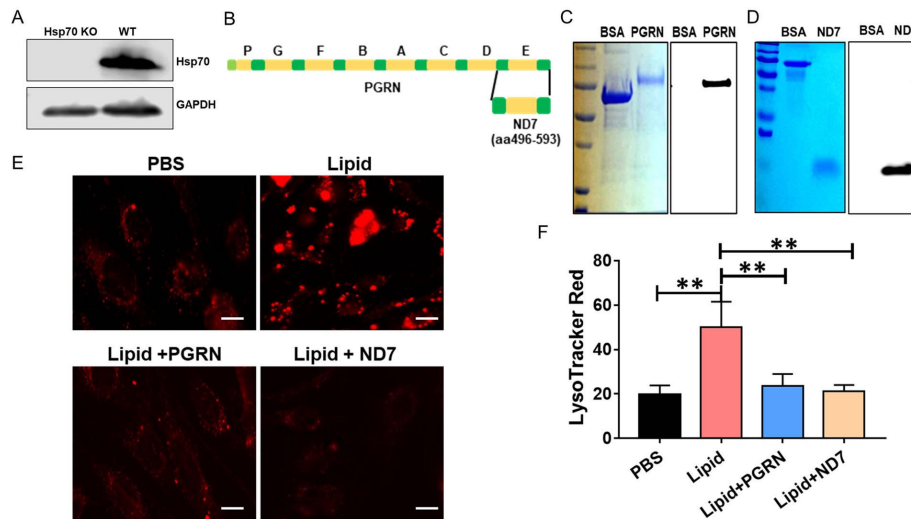 A
Hsp70 KO WT
Hsp70
GAPDH
B
P G F B A C D E
PGRN
ND7
(aa496-593)
C
BSA PGRN BSA PGRN
D
BSA ND7 BSA ND
E
PBS Lipid
Lipid +PGRN Lipid + ND7
F
** ** **
LysoTracker Red
80
60
40
20
0
PBS Lipid Lipid+PGRN Lipid+ND7